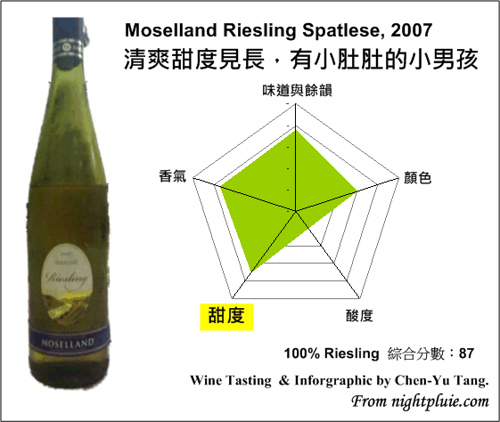 Moselland Riesling Spatlese, 2007
清爽甜度見長，有小肚肚的小男孩
味道與餘韻
香氣
顏色
甜度
酸度
Riesling
MOSELLAND
100% Riesling 綜合分數：87
Wine Tasting & Inforgraphic by Chen-Yu Tang.
From nightpluie.com